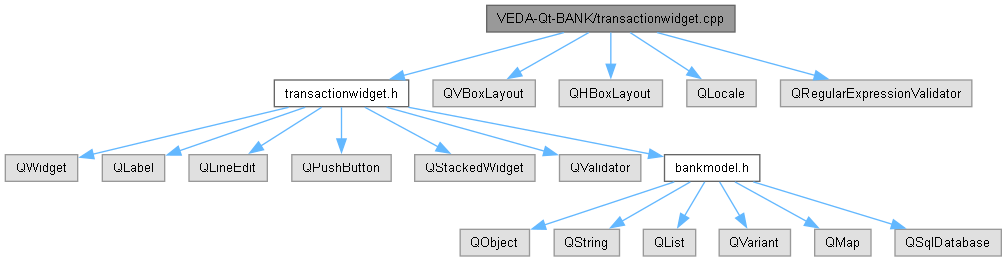 VEDA-Qt-BANK/transactionwidget.cpp
transactionwidget.h QVBoxLayout QHBoxLayout QLocale QRegularExpressionValidator
QWidget QLabel QLineEdit QPushButton QStackedWidget QValidator bankmodel.h
QObject QString QList QVariant QMap QSqlDatabase